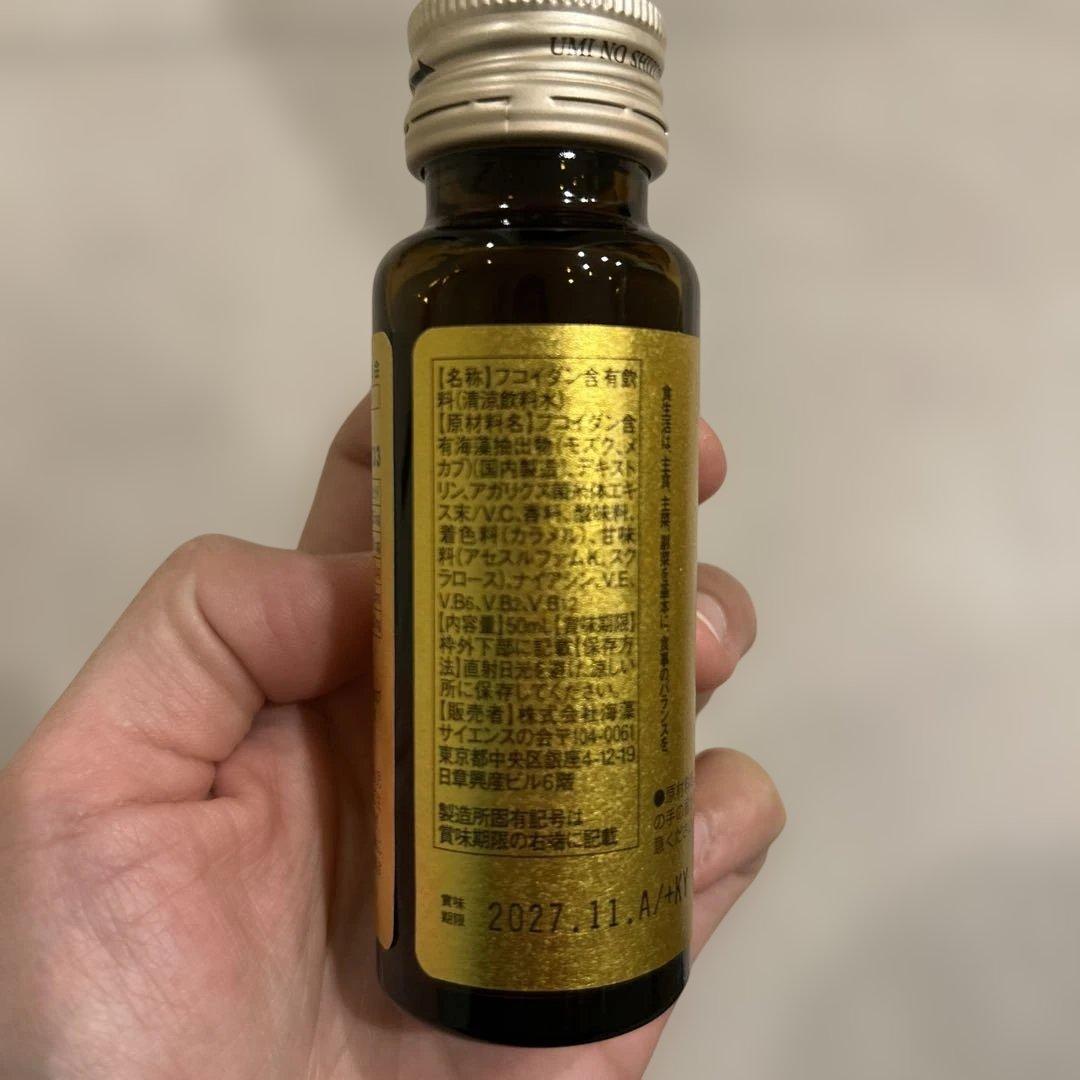 UMI NO
【名称】フコイダン含有飲
料(清涼飲料水)
【原材料名】フコイダン含
有海藻抽出物(モズク、メ
カブ)(国内製造)、デキスト
リン、アガリクス菌糸体エキ
ス末/V.C、香料、酸味料、
着色料(カラメル)、甘味
料(アセスルファムK、スク
ラロース)、ナイアシン、V.E、
V.B6、V.B2、V.B12
【内容量】50mL【賞味期限】
枠外下部に記載【保存方
法】直射日光を避け涼しい
所に保存してください。
【販売者】株式会社海藻
サイエンスの会〒104-0061
東京都中央区銀座4-12-19
日章興産ビル6階
製造所固有記号は
賞味期限の右端に記載
賞味
期限
2027.11.A/+KY
食生活は、主食、主菜、副菜を基本に、食事のバランスを。
●原材料
の手の